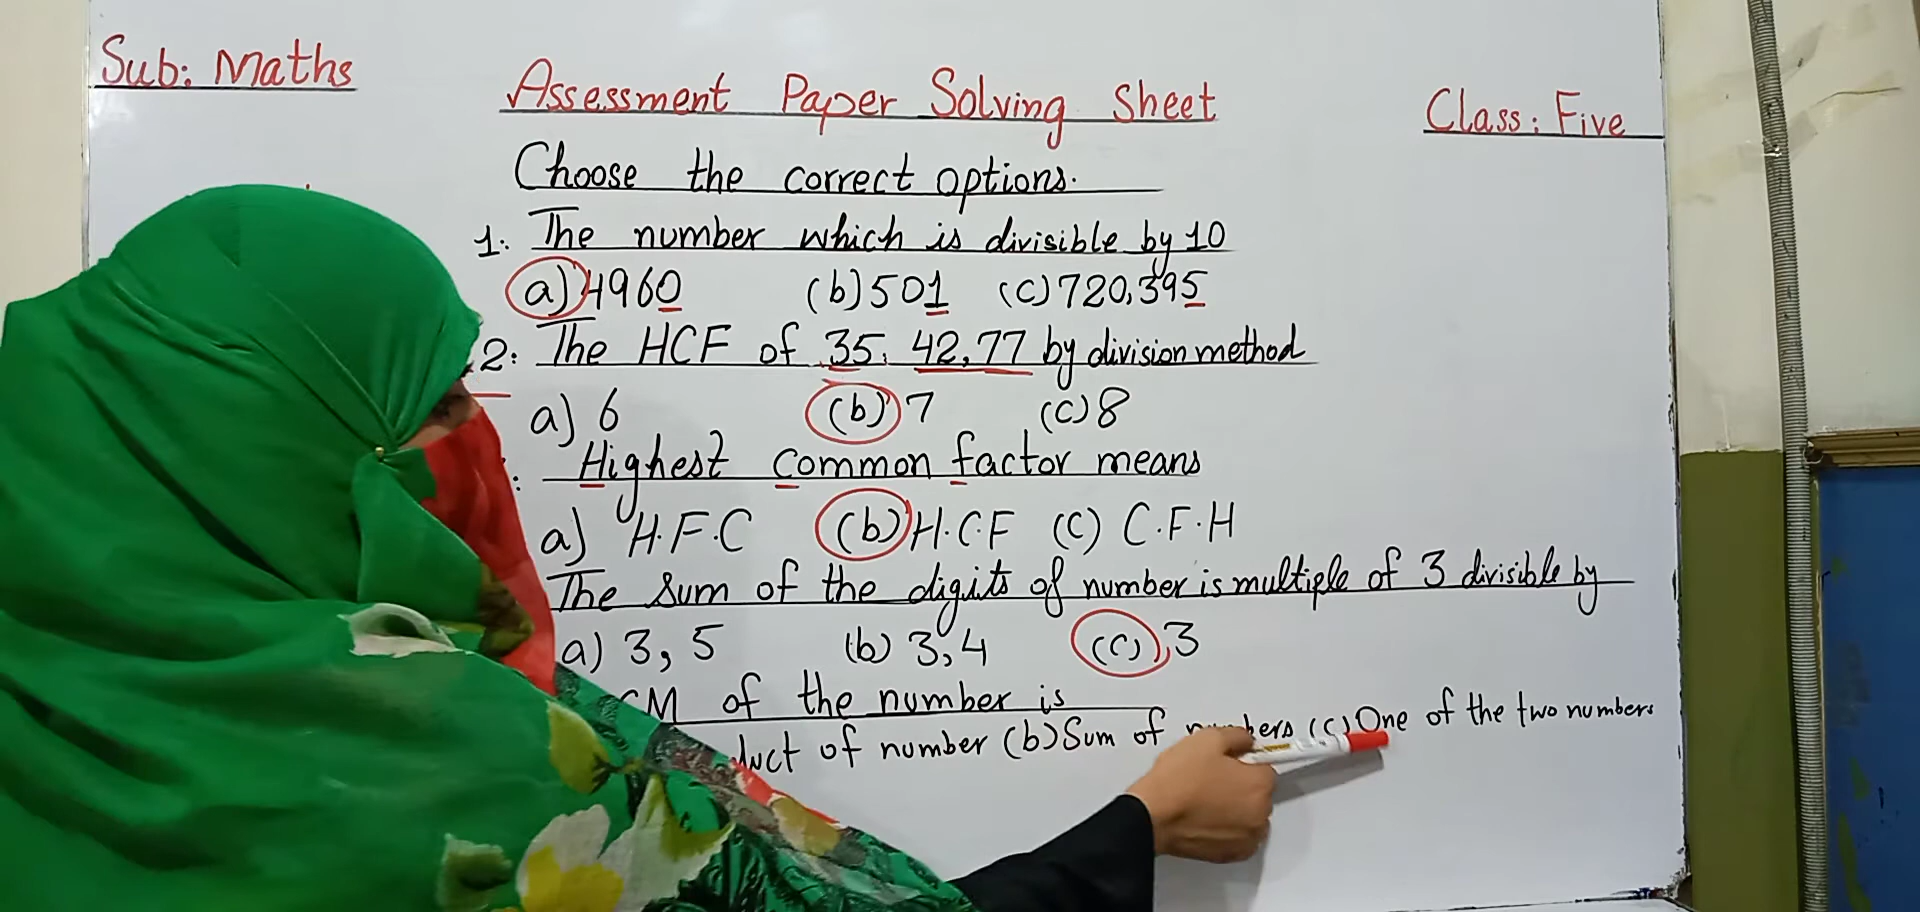 Sub: Maths
Assessment Paper Solving Sheet
Class: Five
Choose the correct options.
1. The number which is divisible by 10
a) 4960 (b) 501 (c) 720,395
2: The HCF of 35, 42, 77 by division method
a) 6 (b) 7 (c) 8
: Highest common factor means
a) H.F.C (b) H.C.F (c) C.F.H
The sum of the digits of number is multiple of 3 divisible by
a) 3, 5 (b) 3,4 (c) 3
of the number is
of number (b) Sum of (c) One of the two numbers